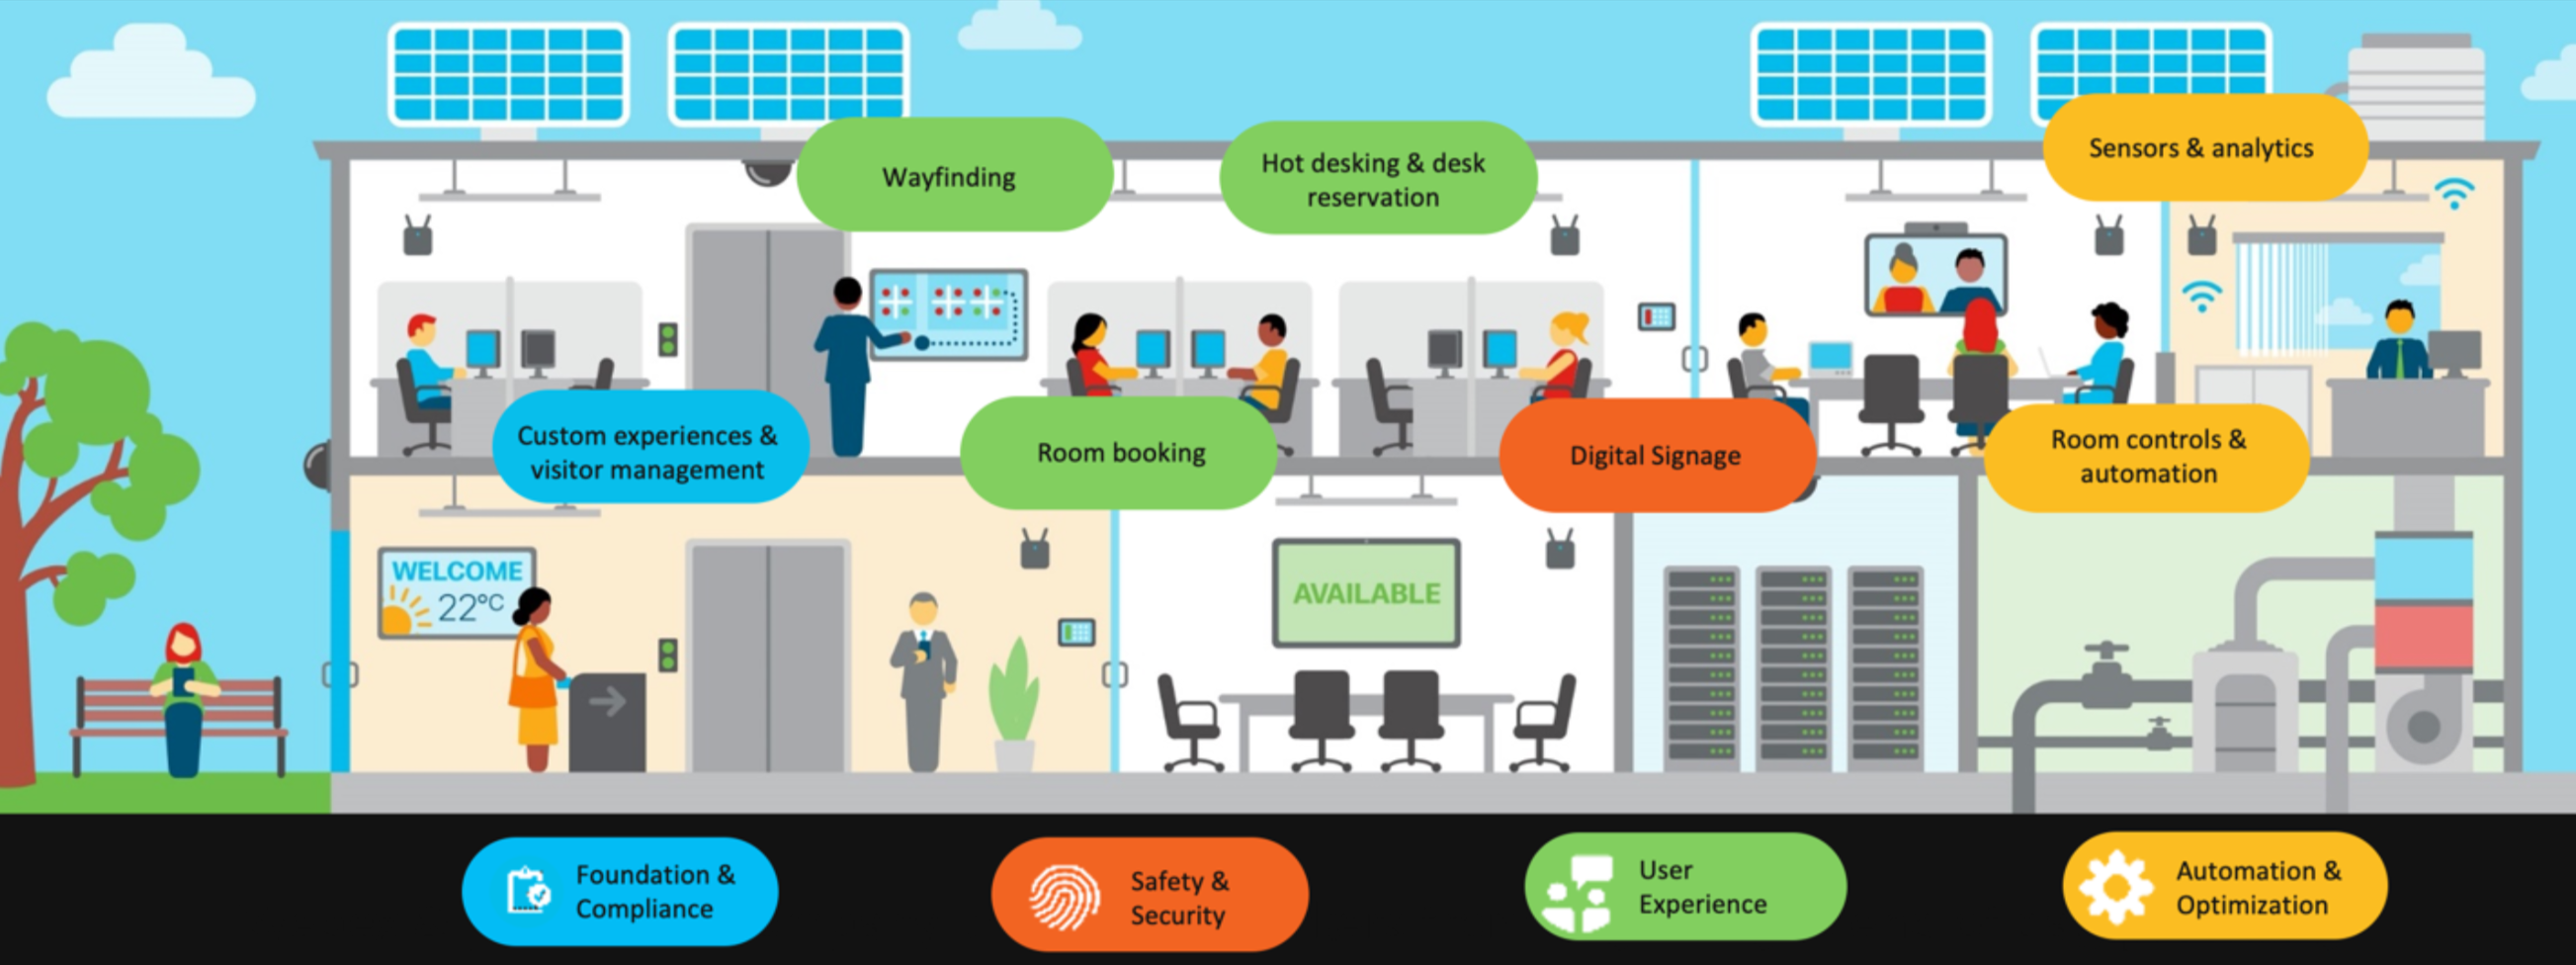 Wayfinding
Hot desking & desk
reservation
Sensors & analytics
Custom experiences &
visitor management
Room booking
Digital Signage
Room controls &
automation
WELCOME
22°C
AVAILABLE
Foundation &
Compliance
Safety &
Security
User
Experience
Automation &
Optimization